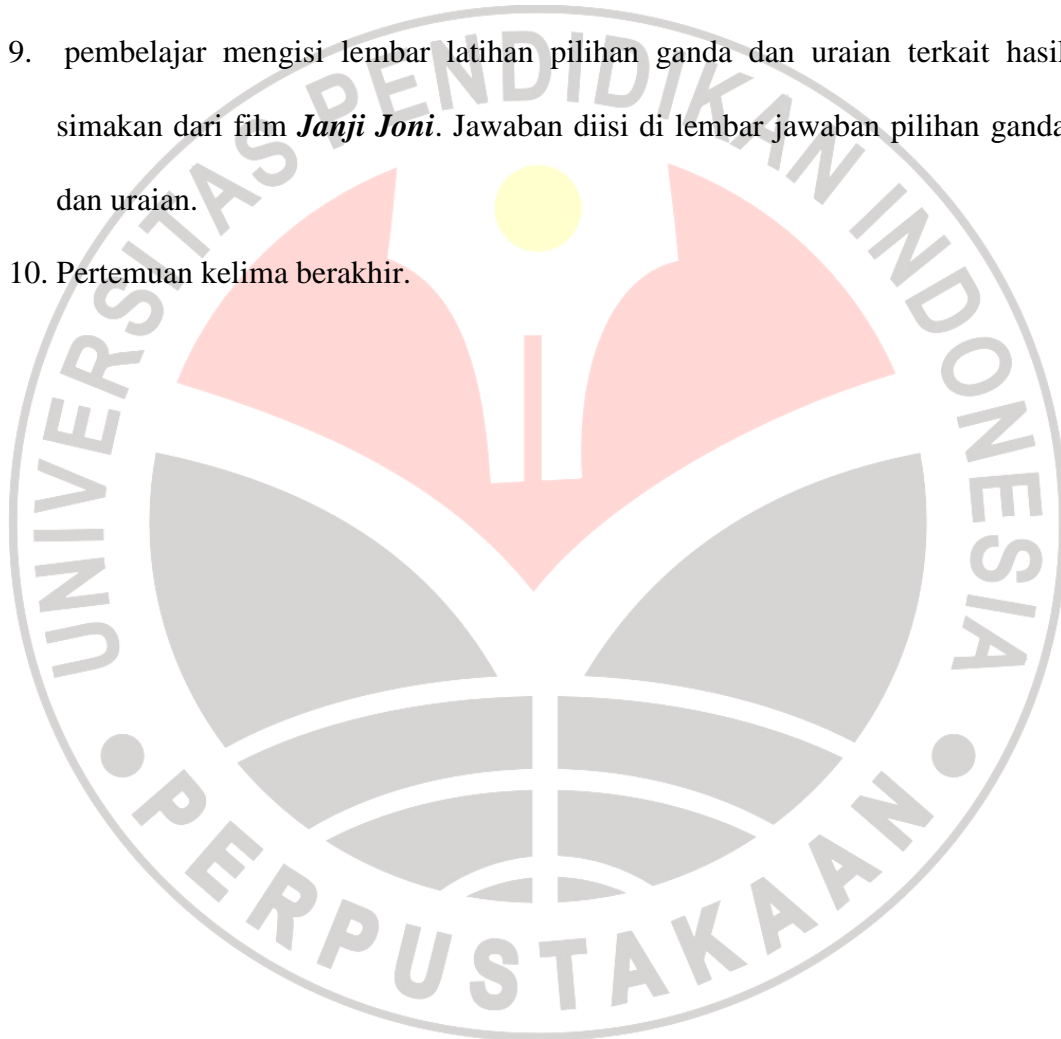 9. pembelajar mengisi lembar latihan pilihan ganda dan uraian terkait hasil
simakan dari film Janji Joni. Jawaban diisi di lembar jawaban pilihan ganda
dan uraian.
10. Pertemuan kelima berakhir.
UNIVERSITAS PENDIDIKAN INDONESIA
PERPUSTAKAAN